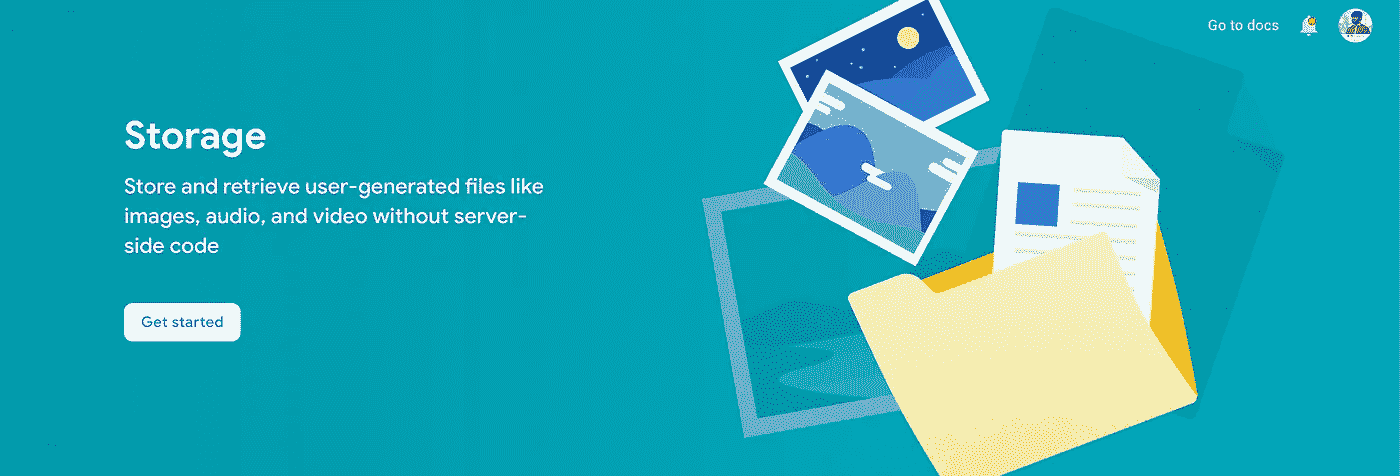 Go to docs
Storage
Store and retrieve user-generated files like
images, audio, and video without server-
side code
Get started